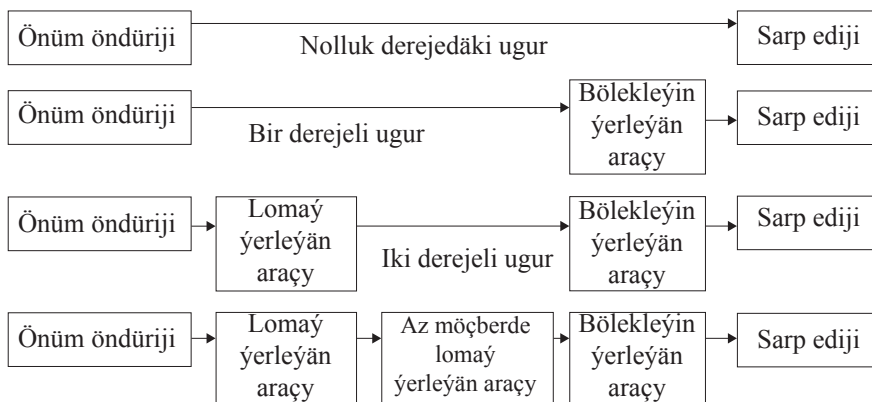 Önüm öndüriji
Nolluk derejedäki ugur
Sarp ediji
Önüm öndüriji
Bir derejeli ugur
Bölekleýin
ýerleýän
araçy
Sarp ediji
Önüm öndüriji
Lomaý
ýerleýän
araçy
Iki derejeli ugur
Bölekleýin
ýerleýän
araçy
Sarp ediji
Önüm öndüriji
Lomaý
ýerleýän
araçy
Az möçberde
lomaý
ýerleýän araçy
Bölekleýin
ýerleýän
araçy
Sarp ediji